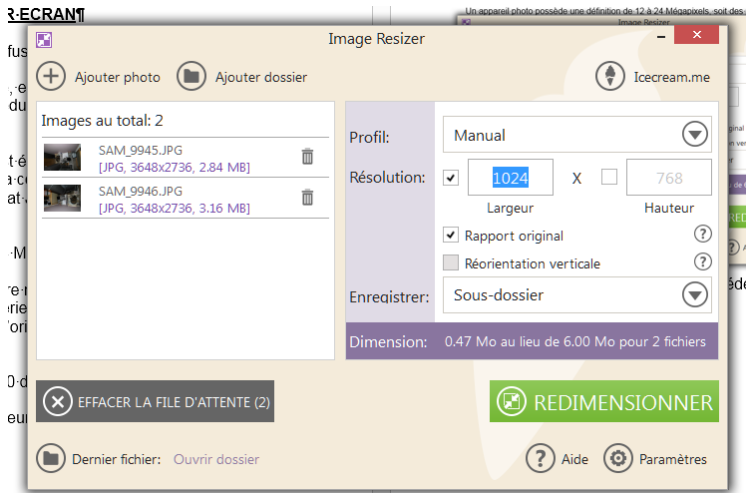 R·ECRAN¶
Un appareil photo possède une définition de 12 à 24 Mégapixels, soit des
Image Resizer
Image Resizer
Ajouter photo
Ajouter dossier
Icecream.me
Images au total: 2
SAM_9945.JPG
[JPG, 3648x2736, 2.84 MB]
SAM_9946.JPG
[JPG, 3648x2736, 3.16 MB]
Profil:
Manual
Résolution:
1024
X
768
Largeur
Hauteur
Rapport original
?
Réorientation verticale
?
Enregistrer:
Sous-dossier
Dimension:
0.47 Mo au lieu de 6.00 Mo pour 2 fichiers
EFFACER LA FILE D'ATTENTE (2)
REDIMENSIONNER
Dernier fichier:
Ouvrir dossier
? Aide
Paramètres